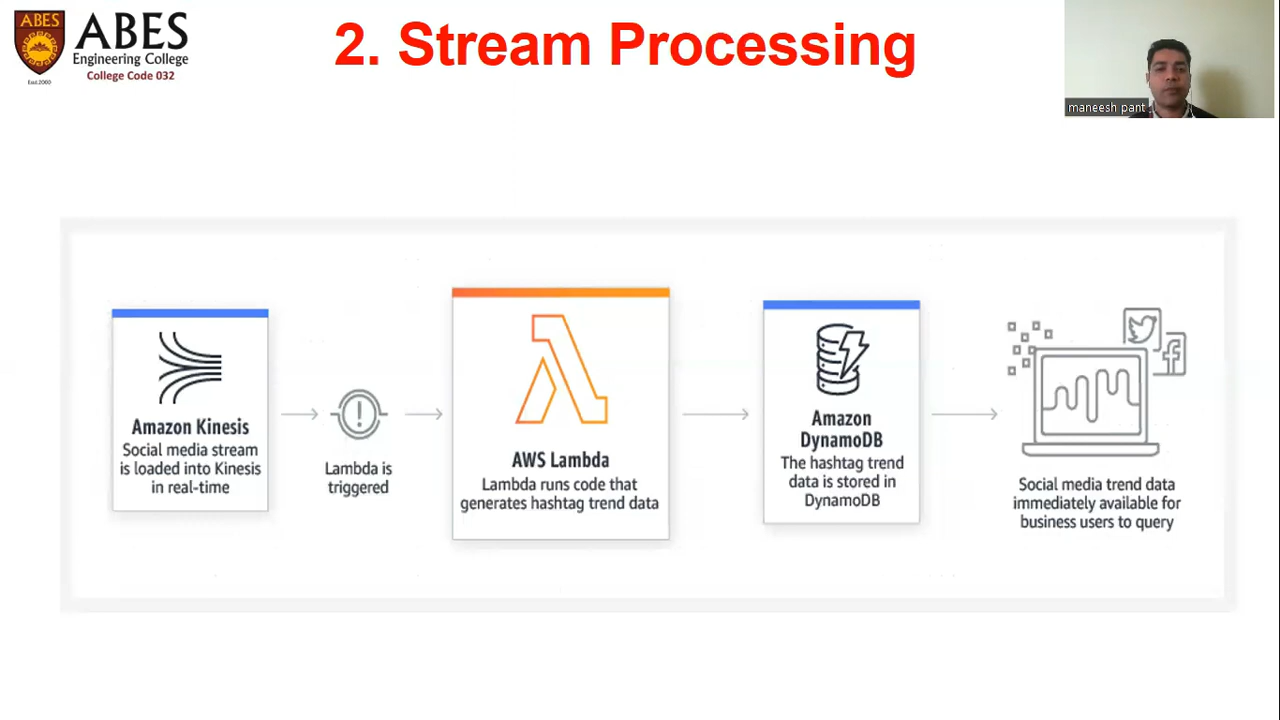 ABES
ABES
Engineering College
College Code 032
Estd.2000
2. Stream Processing
maneesh pant
Amazon Kinesis
Social media stream
is loaded into Kinesis
in real-time
Lambda is
triggered
AWS Lambda
Lambda runs code that
generates hashtag trend data
Amazon
DynamoDB
The hashtag trend
data is stored in
DynamoDB
Social media trend data
immediately available for
business users to query